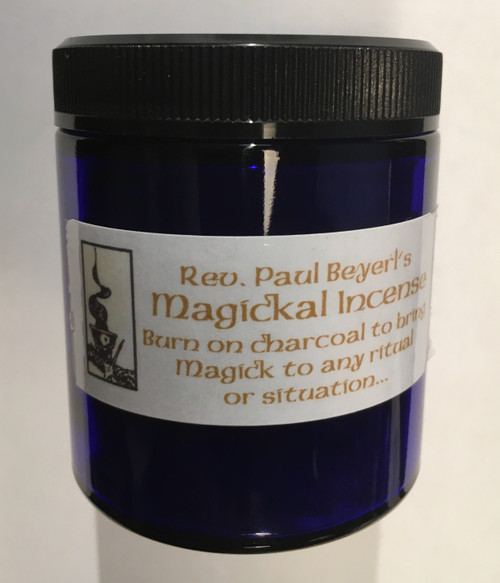 Rev. Paul Beyerl's
Magickal Incense
Burn on charcoal to bring
Magick to any ritual
or situation...